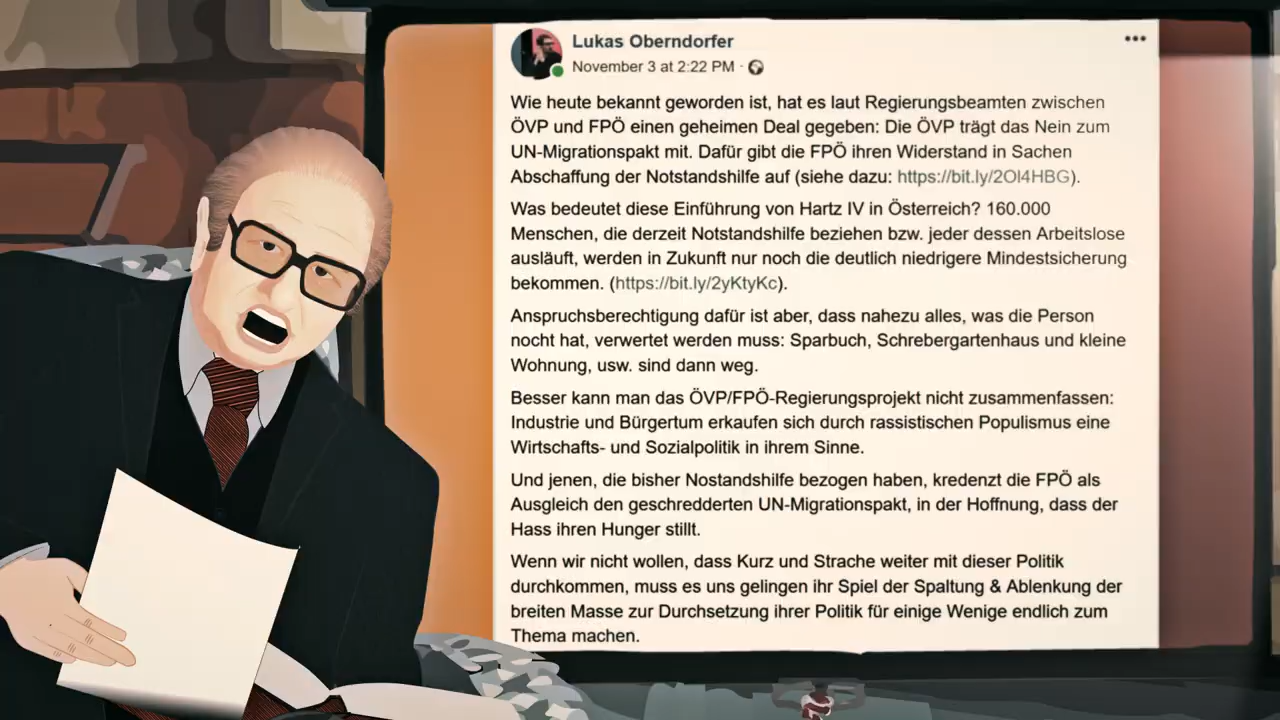 Lukas Oberndorfer
November 3 at 2:22 PM ·
Wie heute bekannt geworden ist, hat es laut Regierungsbeamten zwischen
ÖVP und FPÖ einen geheimen Deal gegeben: Die ÖVP trägt das Nein zum
UN-Migrationspakt mit. Dafür gibt die FPÖ ihren Widerstand in Sachen
Abschaffung der Notstandshilfe auf (siehe dazu: https://bit.ly/2Ol4HBG).
Was bedeutet diese Einführung von Hartz IV in Österreich? 160.000
Menschen, die derzeit Notstandshilfe beziehen bzw. jeder dessen Arbeitslose
ausläuft, werden in Zukunft nur noch die deutlich niedrigere Mindestsicherung
bekommen. (https://bit.ly/2yKtyKc).
Anspruchsberechtigung dafür ist aber, dass nahezu alles, was die Person
nocht hat, verwertet werden muss: Sparbuch, Schrebergartenhaus und kleine
Wohnung, usw. sind dann weg.
Besser kann man das ÖVP/FPÖ-Regierungsprojekt nicht zusammenfassen:
Industrie und Bürgertum erkaufen sich durch rassistischen Populismus eine
Wirtschafts- und Sozialpolitik in ihrem Sinne.
Und jenen, die bisher Nostandshilfe bezogen haben, kredenzt die FPÖ als
Ausgleich den geschredderten UN-Migrationspakt, in der Hoffnung, dass der
Hass ihren Hunger stillt.
Wenn wir nicht wollen, dass Kurz und Strache weiter mit dieser Politik
durchkommen, muss es uns gelingen ihr Spiel der Spaltung & Ablenkung der
breiten Masse zur Durchsetzung ihrer Politik für einige Wenige endlich zum
Thema machen.